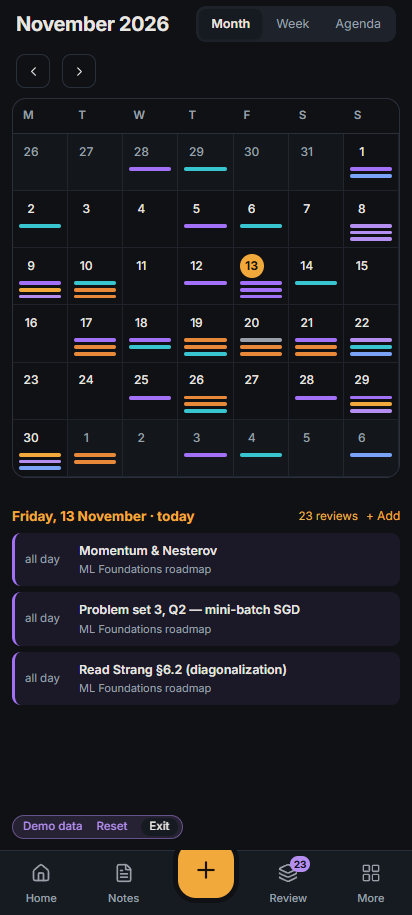 November 2026
Month Week Agenda
M T W T F S S
26 27 28 29 30 31 1
2 3 4 5 6 7 8
9 10 11 12 13 14 15
16 17 18 19 20 21 22
23 24 25 26 27 28 29
30 1 2 3 4 5 6
Friday, 13 November · today 23 reviews + Add
all day Momentum & Nesterov
ML Foundations roadmap
all day Problem set 3, Q2 — mini-batch SGD
ML Foundations roadmap
all day Read Strang §6.2 (diagonalization)
ML Foundations roadmap
Demo data Reset Exit
23
Home Notes Review More